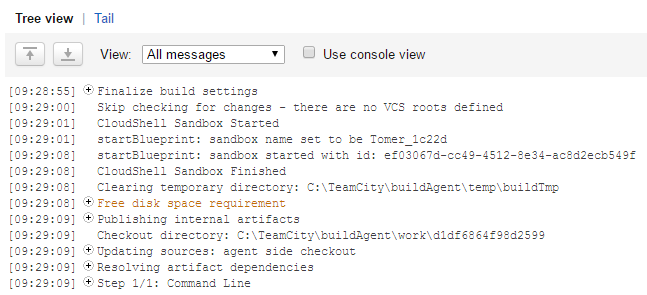 Tree view | Tail
View: All messages Use console view
[09:28:55] Finalize build settings
[09:29:00] Skip checking for changes - there are no VCS roots defined
[09:29:01] CloudShell Sandbox Started
[09:29:01] startBlueprint: sandbox name set to be Tomer_1c22d
[09:29:08] startBlueprint: sandbox started with id: ef03067d-cc49-4512-8e34-ac8d2ecb549f
[09:29:08] CloudShell Sandbox Finished
[09:29:08] Clearing temporary directory: C:\TeamCity\buildAgent\temp\buildTmp
[09:29:08] Free disk space requirement
[09:29:09] Publishing internal artifacts
[09:29:09] Checkout directory: C:\TeamCity\buildAgent\work\d1df6864f98d2599
[09:29:09] Updating sources: agent side checkout
[09:29:09] Resolving artifact dependencies
[09:29:09] Step 1/1: Command Line